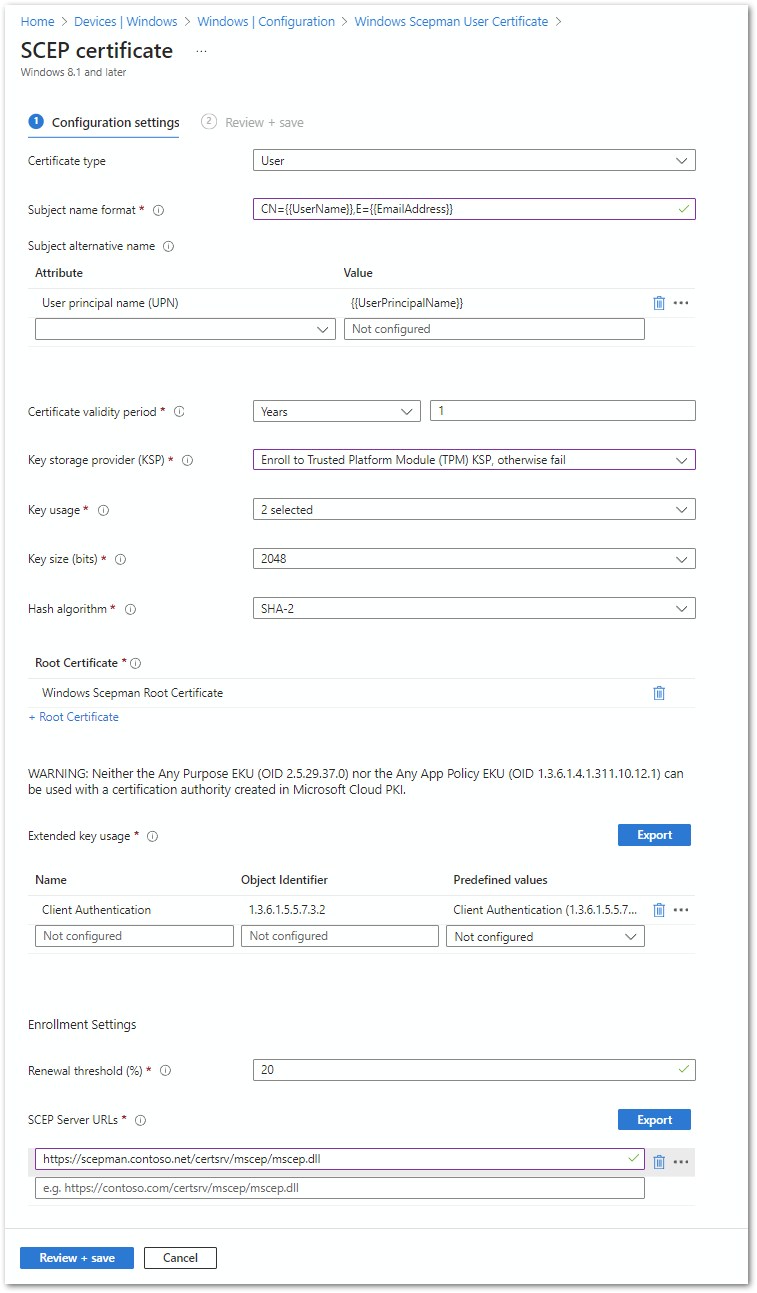 Home > Devices | Windows > Windows | Configuration > Windows Scepman User Certificate >
SCEP certificate ...
Windows 8.1 and later
1 Configuration settings 2 Review + save
Certificate type User
Subject name format * CN={{UserName}},E={{EmailAddress}}
Subject alternative name
Attribute Value
User principal name (UPN) {{UserPrincipalName}}
Not configured
Certificate validity period * Years 1
Key storage provider (KSP) * Enroll to Trusted Platform Module (TPM) KSP, otherwise fail
Key usage * 2 selected
Key size (bits) * 2048
Hash algorithm * SHA-2
Root Certificate *
Windows Scepman Root Certificate
+ Root Certificate
WARNING: Neither the Any Purpose EKU (OID 2.5.29.37.0) nor the Any App Policy EKU (OID 1.3.6.1.4.1.311.10.12.1) can
be used with a certification authority created in Microsoft Cloud PKI.
Extended key usage * Export
Name Object Identifier Predefined values
Client Authentication 1.3.6.1.5.5.7.3.2 Client Authentication (1.3.6.1.5.5.7...
Not configured Not configured Not configured
Enrollment Settings
Renewal threshold (%) * 20
SCEP Server URLs * Export
https://scepman.contoso.net/certsrv/mscep/mscep.dll
e.g. https://contoso.com/certsrv/mscep/mscep.dll
Review + save Cancel